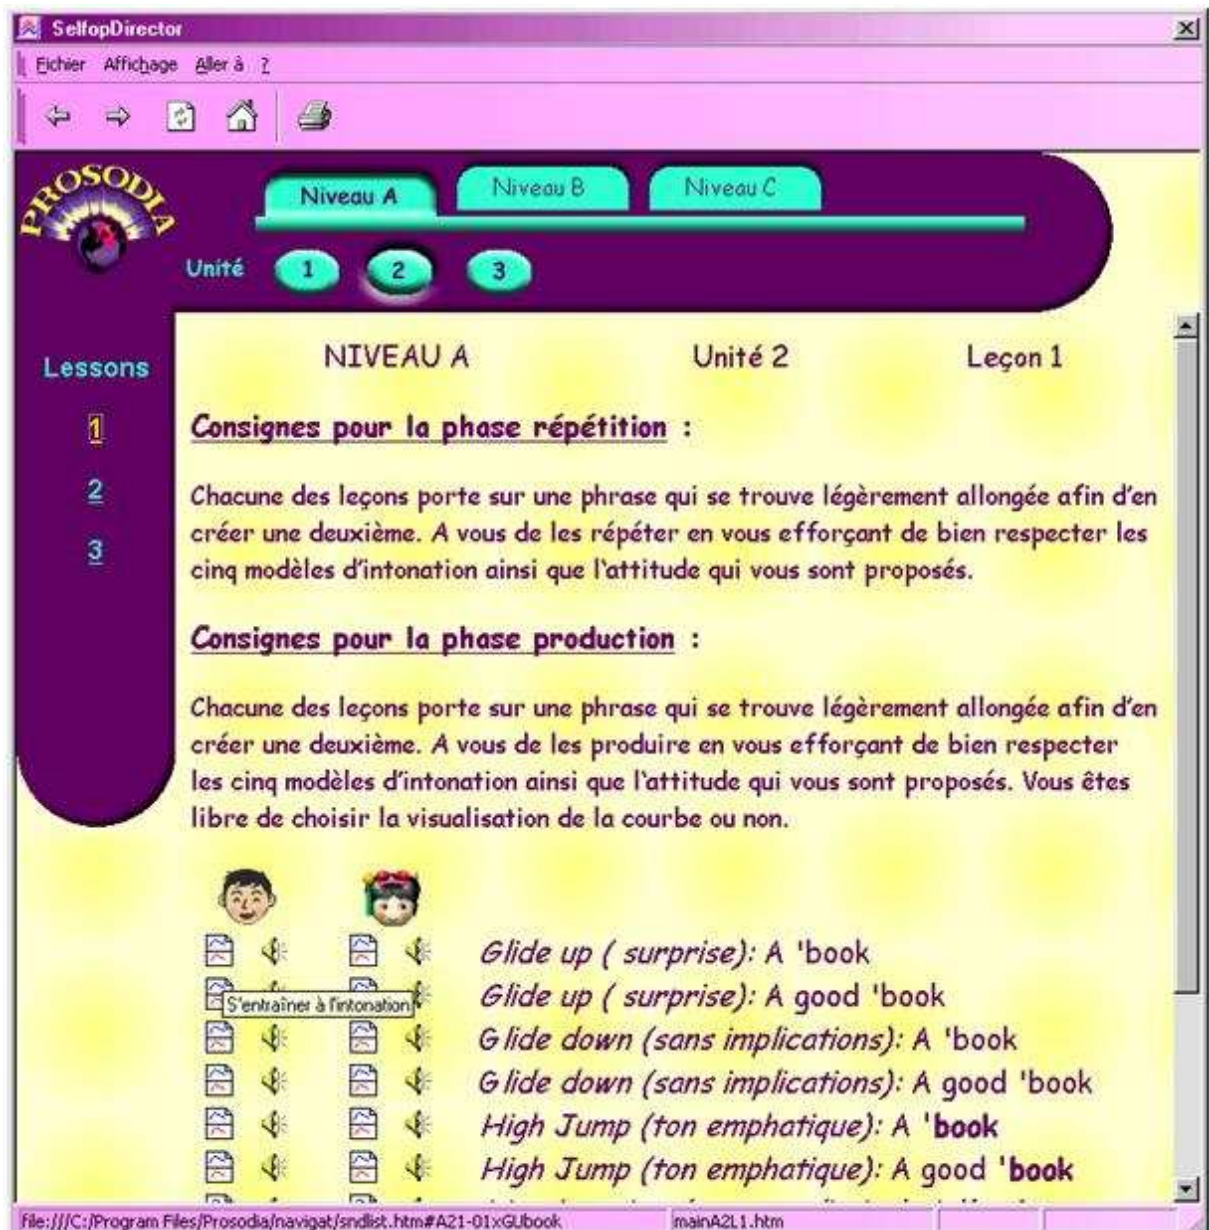 SelfopDirector
Fichier Affichage Aller à ?
PROSODIA
Niveau A Niveau B Niveau C
Unité 1 2 3
Lessons
1
2
3
NIVEAU A Unité 2 Leçon 1
Consignes pour la phase répétition :
Chacune des leçons porte sur une phrase qui se trouve légèrement allongée afin d'en
créer une deuxième. A vous de les répéter en vous efforçant de bien respecter les
cinq modèles d'intonation ainsi que l'attitude qui vous sont proposés.
Consignes pour la phase production :
Chacune des leçons porte sur une phrase qui se trouve légèrement allongée afin d'en
créer une deuxième. A vous de les produire en vous efforçant de bien respecter
les cinq modèles d'intonation ainsi que l'attitude qui vous sont proposés. Vous êtes
libre de choisir la visualisation de la courbe ou non.
Glide up ( surprise): A 'book
S'entraîner à l'intonation
Glide up ( surprise): A good 'book
Glide down (sans implications): A 'book
Glide down (sans implications): A good 'book
High Jump (ton emphatique): A 'book
High Jump (ton emphatique): A good 'book
file:///C:/Program Files/Prosodia/navigat/sndlist.htm#A21-01xGUbook mainA2L1.htm